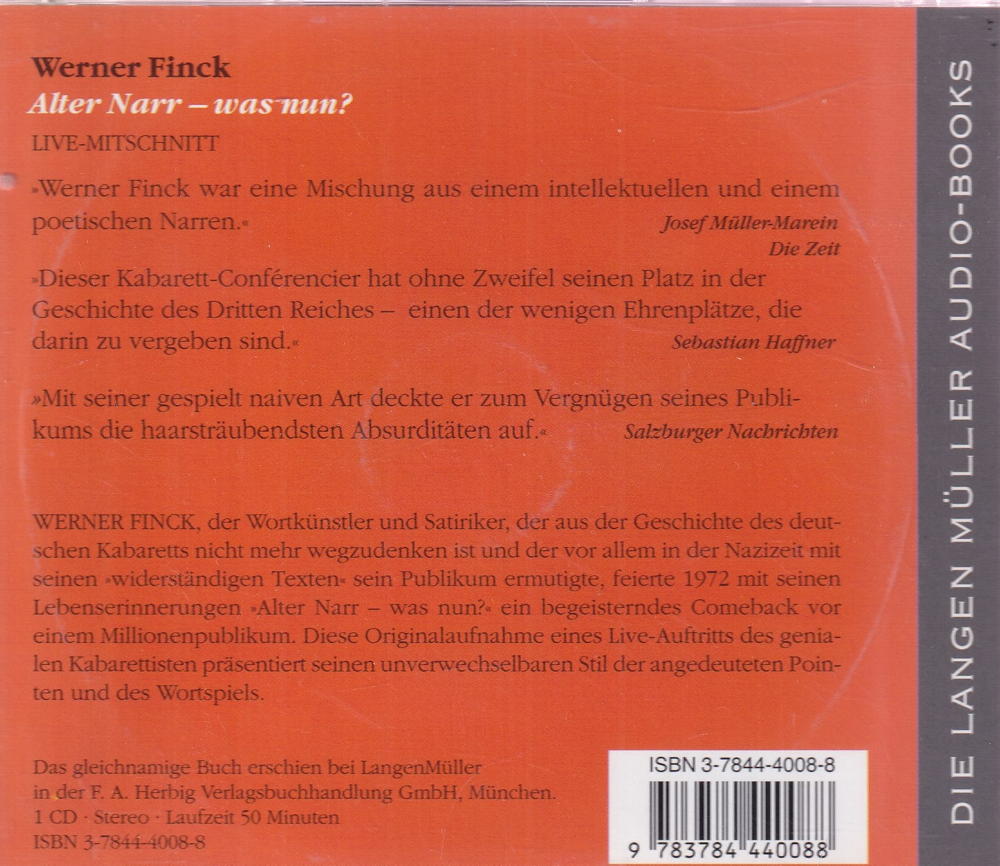 Werner Finck
Alter Narr – was nun?
LIVE-MITSCHNITT
»Werner Finck war eine Mischung aus einem intellektuellen und einem
poetischen Narren.«
Josef Müller-Marein
Die Zeit
»Dieser Kabarett-Conférencier hat ohne Zweifel seinen Platz in der
Geschichte des Dritten Reiches – einen der wenigen Ehrenplätze, die
darin zu vergeben sind.«
Sebastian Haffner
»Mit seiner gespielt naiven Art deckte er zum Vergnügen seines Publi-
kums die haarsträubendsten Absurditäten auf.«
Salzburger Nachrichten
WERNER FINCK, der Wortkünstler und Satiriker, der aus der Geschichte des deut-
schen Kabaretts nicht mehr wegzudenken ist und der vor allem in der Nazizeit mit
seinen »widerständigen Texten« sein Publikum ermutigte, feierte 1972 mit seinen
Lebenserinnerungen »Alter Narr – was nun?« ein begeisterndes Comeback vor
einem Millionenpublikum. Diese Originalaufnahme eines Live-Auftritts des genia-
len Kabarettisten präsentiert seinen unverwechselbaren Stil der angedeuteten Poin-
ten und des Wortspiels.
Das gleichnamige Buch erschien bei LangenMüller
in der F. A. Herbig Verlagsbuchhandlung GmbH, München.
1 CD · Stereo · Laufzeit 50 Minuten
ISBN 3-7844-4008-8
ISBN 3-7844-4008-8
9 783784 440088
DIE LANGEN MÜLLER AUDIO-BOOKS